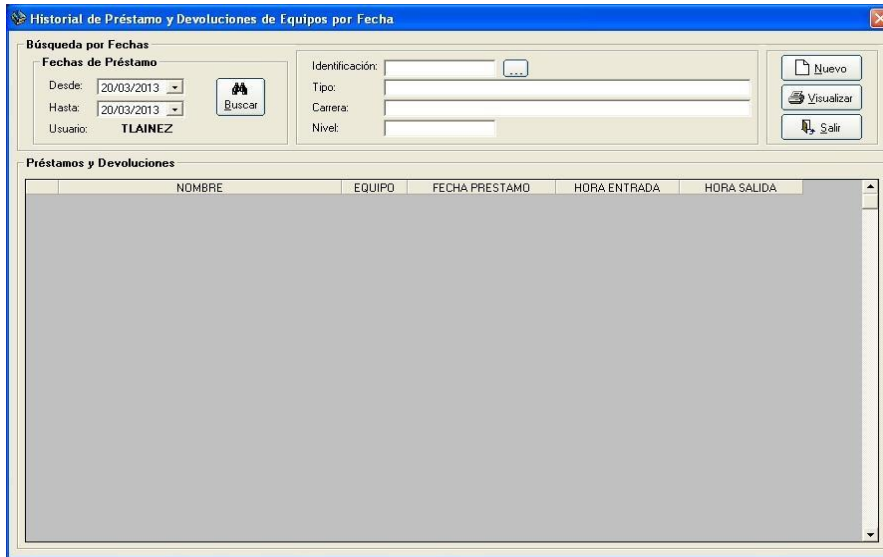 Historial de Préstamo y Devoluciones de Equipos por Fecha
Búsqueda por Fechas
Fechas de Préstamo
Desde: 20/03/2013
Hasta: 20/03/2013
Usuario: TLAINEZ
Buscar
Identificación: ...
Tipo:
Carrera:
Nivel:
Nuevo
Visualizar
Salir
Préstamos y Devoluciones
NOMBRE EQUIPO FECHA PRESTAMO HORA ENTRADA HORA SALIDA